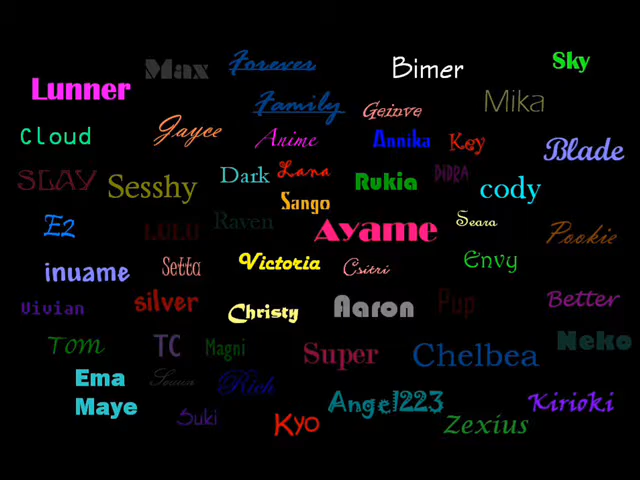 Forever
Bimer
Sky
Max
Lunner
Family
Geinve
Mika
Cloud
Jayce
Anime
Annika
Key
Blade
SLAY
Sesshy
Dark
Lana
Rukia
DIDRA
cody
Sango
E2
LULU
Raven
Ayame
Seara
Pookie
inuame
Setta
Victoria
Csitri
Envy
Vivian
silver
Christy
Aaron
Pup
Better
Tom
TC
Magni
Super
Chelbea
Neko
Ema
Maye
Rich
Suki
Kyo
Angel223
Zexius
Kirioki